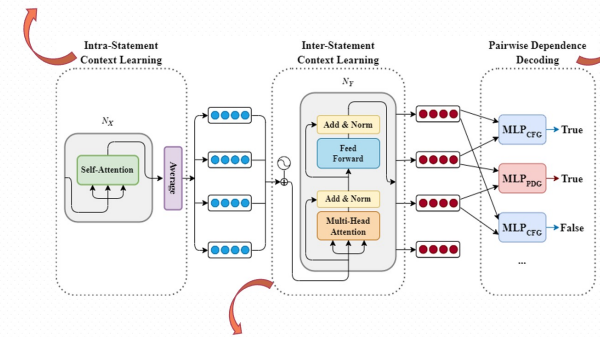 Intra-Statement
Context Learning
Inter-Statement
Context Learning
Pairwise Dependence
Decoding
N_X
Self-Attention
Average
N_Y
Add & Norm
Feed
Forward
Add & Norm
Multi-Head
Attention
MLP_CFG
True
MLP_PDG
True
MLP_CFG
False
...